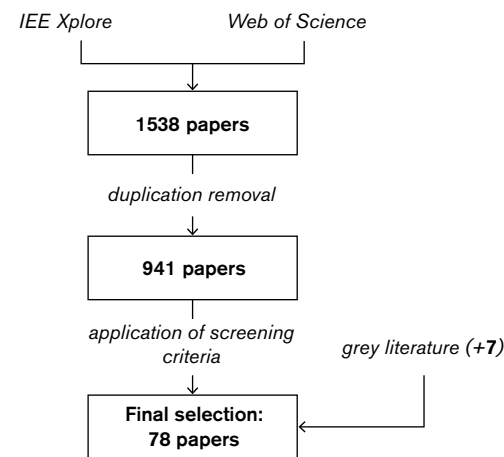 IEE Xplore
Web of Science
1538 papers
duplication removal
941 papers
application of screening
criteria
grey literature (+7)
Final selection:
78 papers